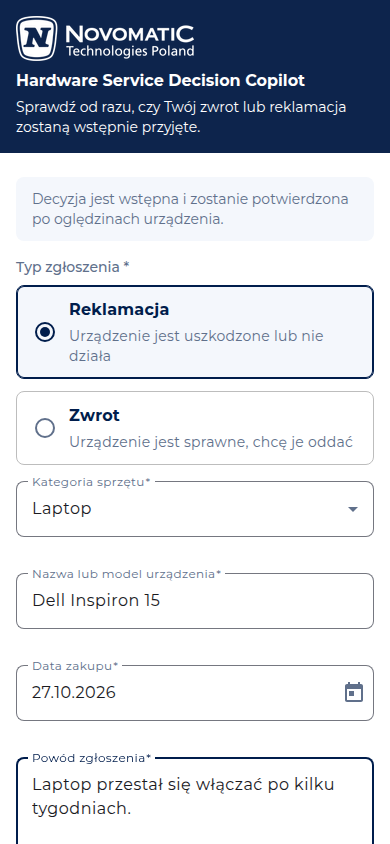 N NOVOMATIC
Technologies Poland
Hardware Service Decision Copilot
Sprawdź od razu, czy Twój zwrot lub reklamacja
zostaną wstępnie przyjęte.
Decyzja jest wstępna i zostanie potwierdzona
po oględzinach urządzenia.
Typ zgłoszenia *
Reklamacja
Urządzenie jest uszkodzone lub nie
działa
Zwrot
Urządzenie jest sprawne, chcę je oddać
Kategoria sprzętu*
Laptop
Nazwa lub model urządzenia*
Dell Inspiron 15
Data zakupu*
27.10.2026
Powód zgłoszenia*
Laptop przestał się włączać po kilku
tygodniach.